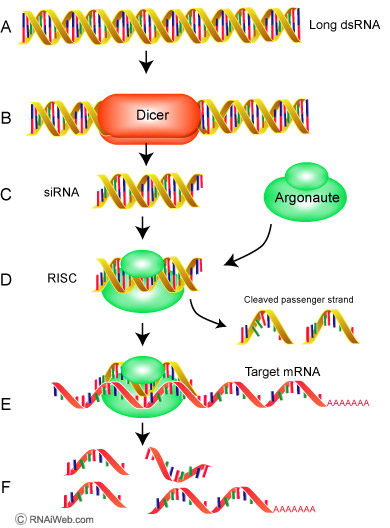 A
Long dsRNA
B
Dicer
C
siRNA
Argonaute
D
RISC
Cleaved passenger strand
Target mRNA
E
AAAAAAA
F
AAAAAAA
© RNAiWeb.com